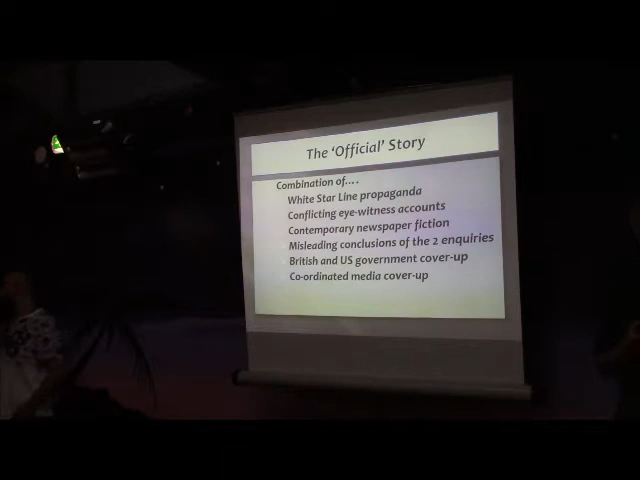 The 'Official' Story
Combination of....
White Star Line propaganda
Conflicting eye-witness accounts
Contemporary newspaper fiction
Misleading conclusions of the 2 enquiries
British and US government cover-up
Co-ordinated media cover-up